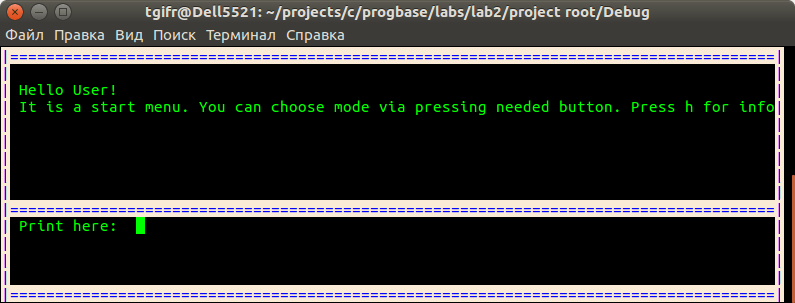 tgifr@Dell5521: ~/projects/c/progbase/labs/lab2/project root/Debug
Файл Правка Вид Поиск Терминал Справка
Hello User!
It is a start menu. You can choose mode via pressing needed button. Press h for info
Print here: